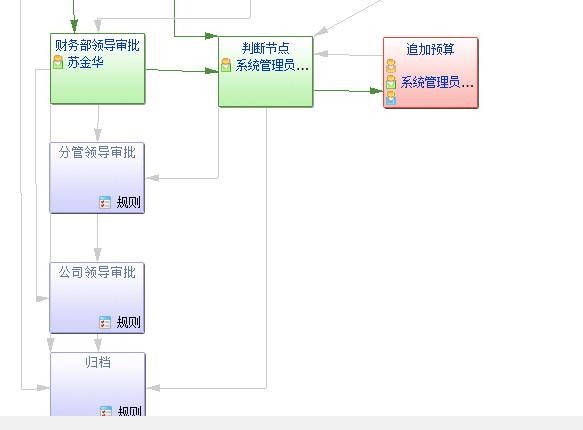 财务部领导审批
苏金华
判断节点
系统管理员...
追加预算
系统管理员...
分管领导审批
规则
公司领导审批
规则
归档
规则